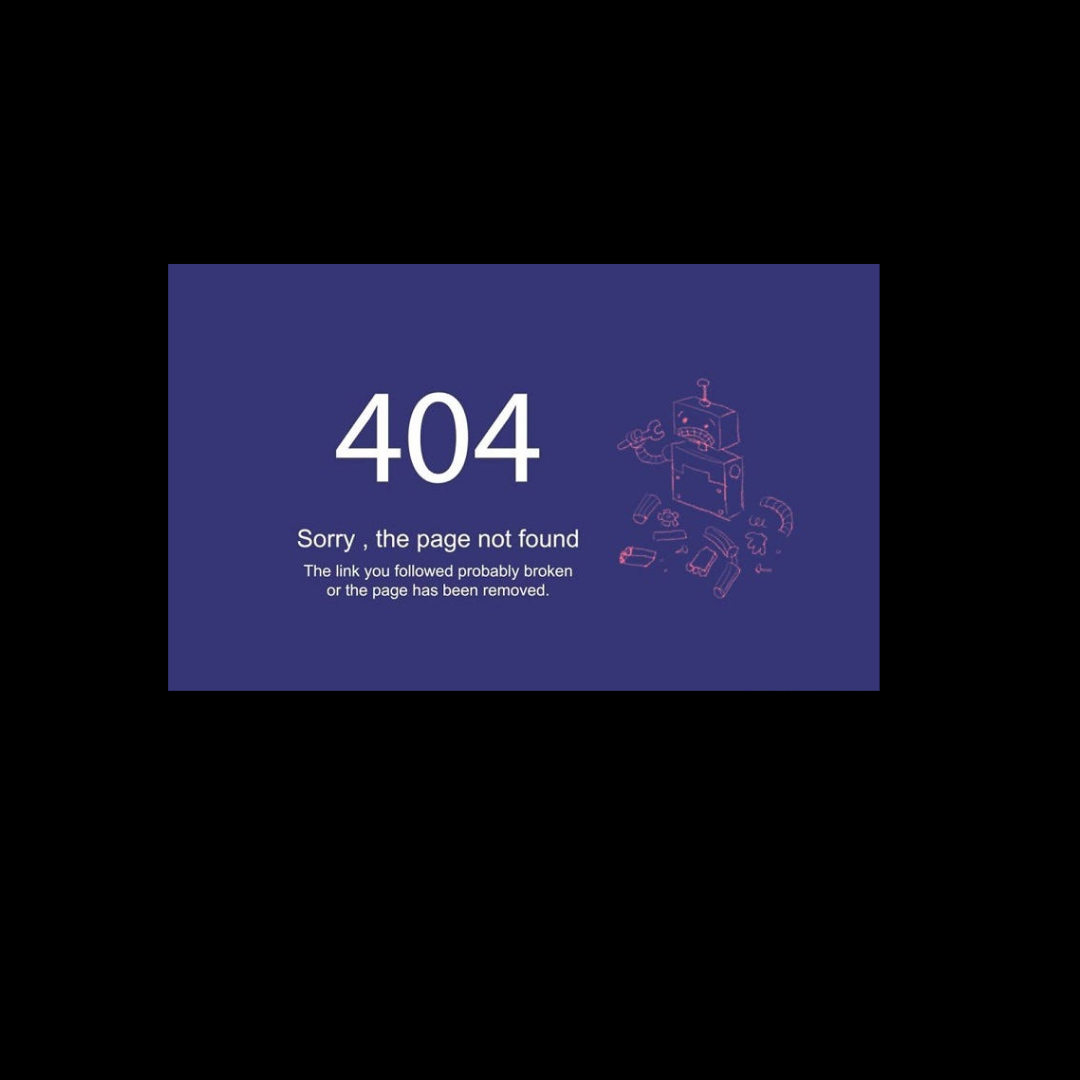 404
Sorry , the page not found
The link you followed probably broken
or the page has been removed.